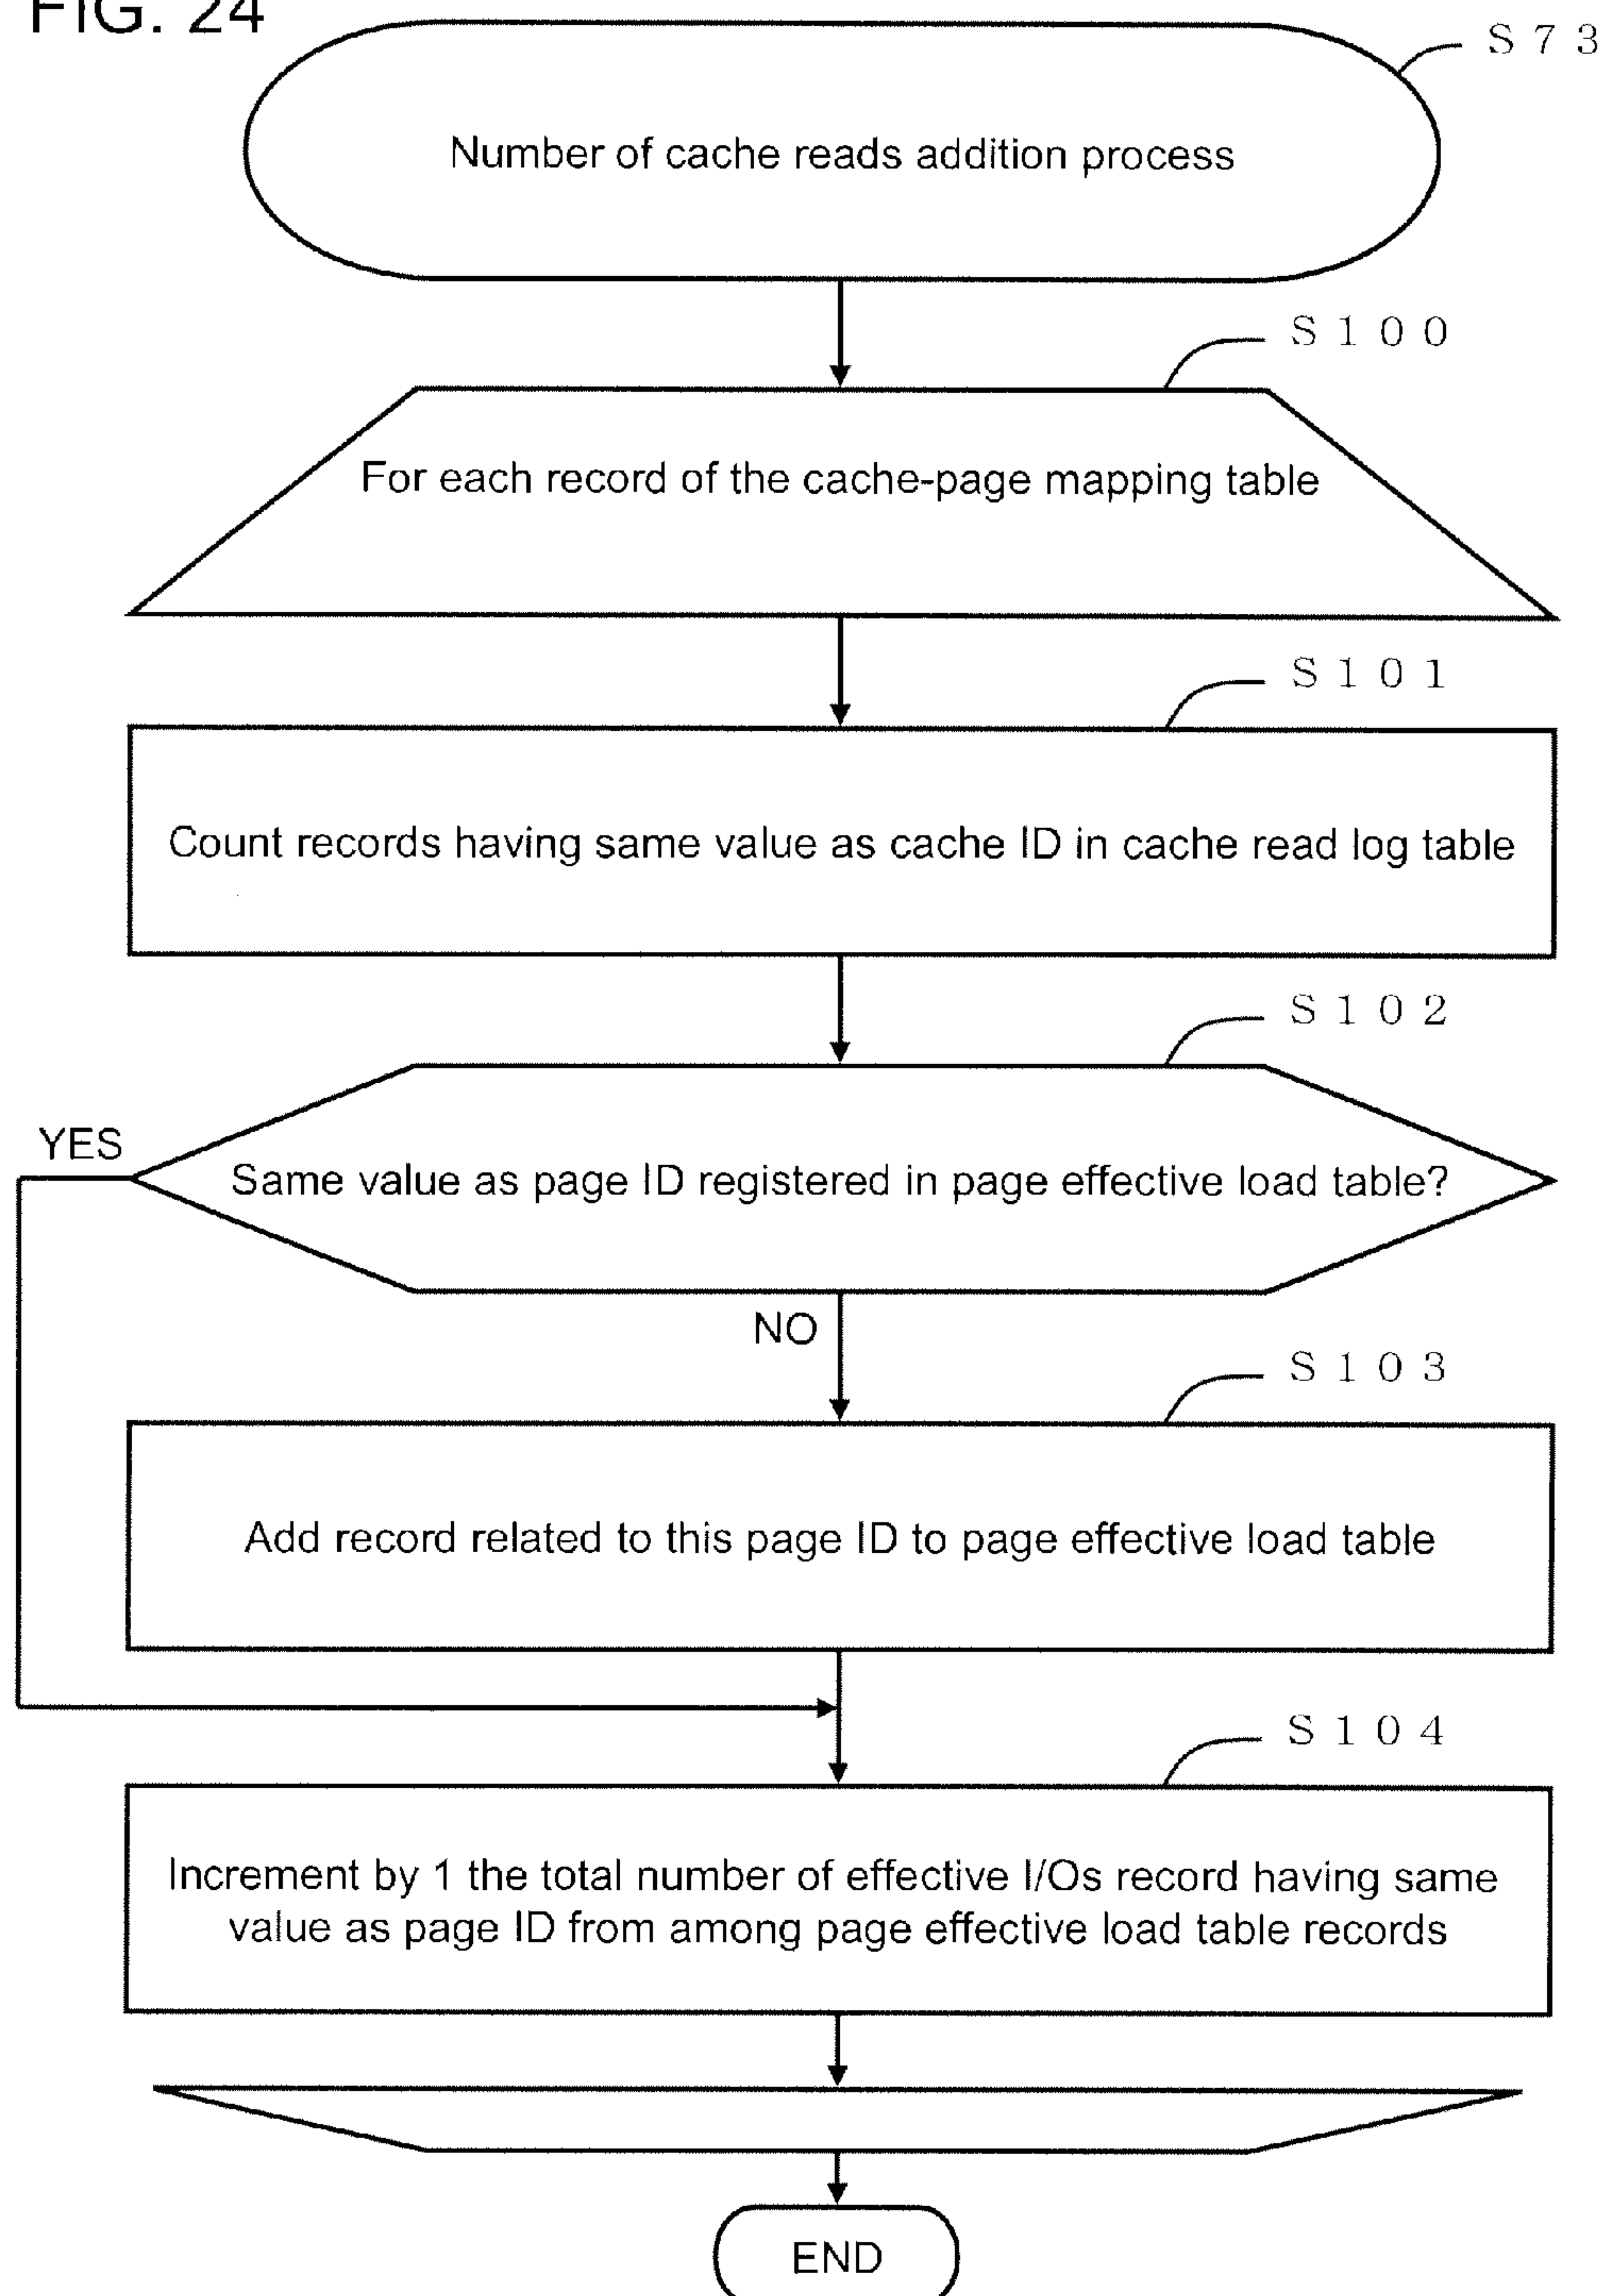 FIG. 24
S73
Number of cache reads addition process
S100
For each record of the cache-page mapping table
S101
Count records having same value as cache ID in cache read log table
S102
YES
Same value as page ID registered in page effective load table?
NO
S103
Add record related to this page ID to page effective load table
S104
Increment by 1 the total number of effective I/Os record having same
value as page ID from among page effective load table records
END